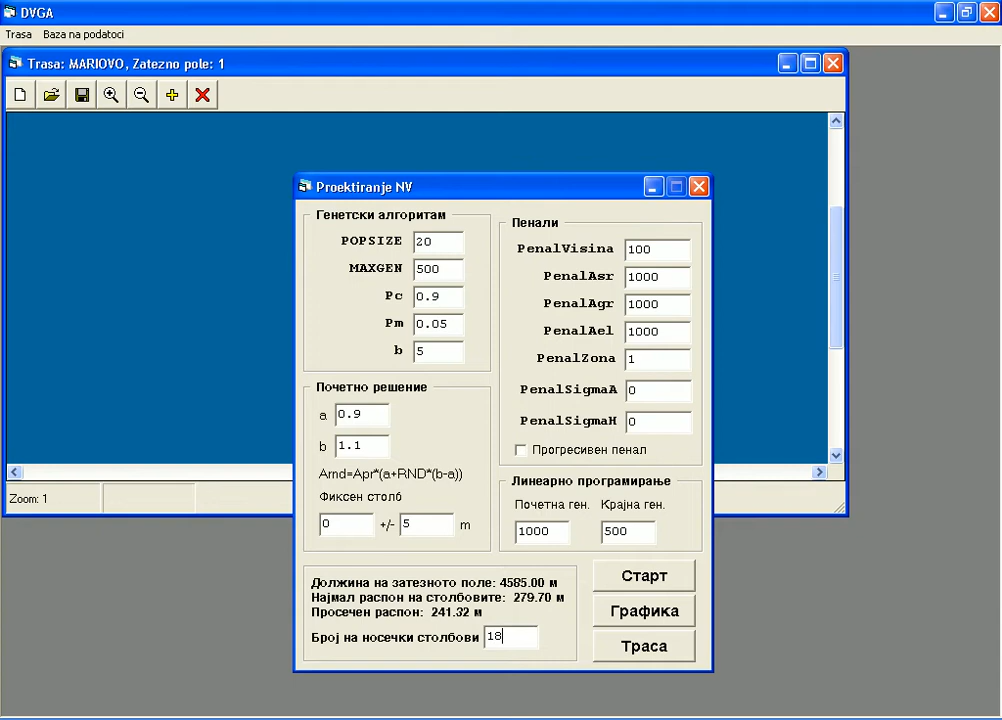 DVGA
Trasa Baza na podatoci
Trasa: MARIOVO, Zatezno pole: 1
Proektiranje NV
Генетски алгоритам
POPSIZE 20
MAXGEN 500
Pc 0.9
Pm 0.05
b 5
Почетно решение
a 0.9
b 1.1
Arnd=Apr*(a+RND*(b-a))
Фиксен столб
0 +/- 5 m
Пенали
PenalVisina 100
PenalAsr 1000
PenalAgr 1000
PenalAel 1000
PenalZona 1
PenalSigmaA 0
PenalSigmaH 0
Прогресивен пенал
Линеарно програмирање
Почетна ген. Крајна ген.
1000 500
Должина на затезното поле: 4585.00 м
Најмал распон на столбовите: 279.70 м
Просечен распон: 241.32 м
Број на носечки столбови 18
Старт
Графика
Траса
Zoom: 1